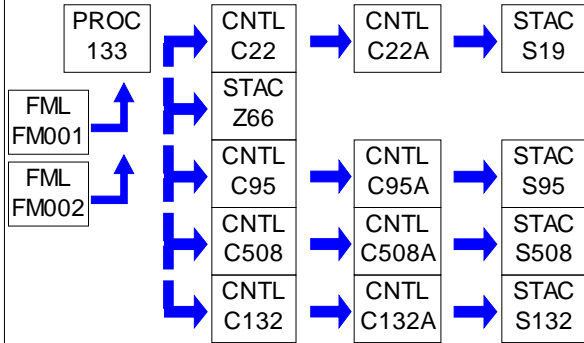 PROC
133
CNTL
C22
CNTL
C22A
STAC
S19
STAC
Z66
FML
FM001
FML
FM002
CNTL
C95
CNTL
C95A
STAC
S95
CNTL
C508
CNTL
C508A
STAC
S508
CNTL
C132
CNTL
C132A
STAC
S132